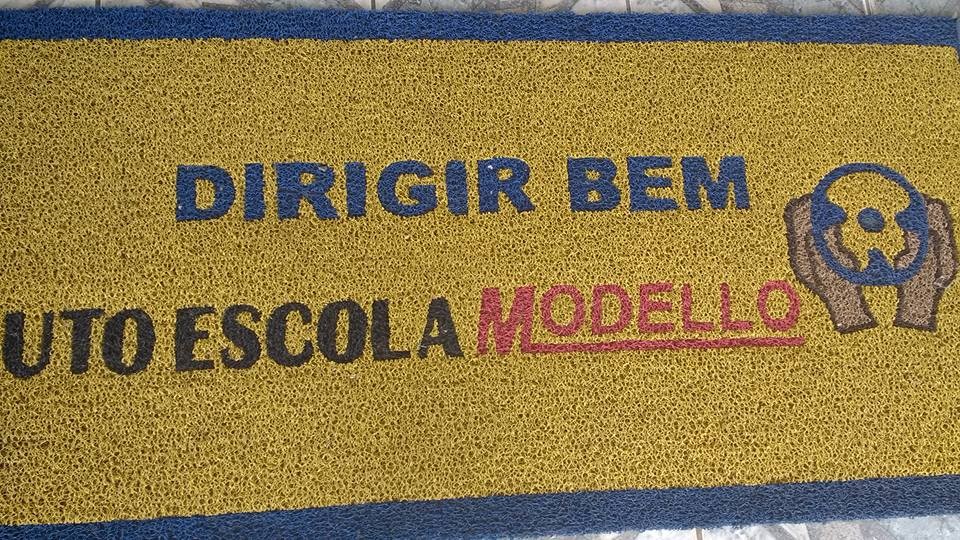 DIRIGIR BEM
UTO ESCOLA MODELLO